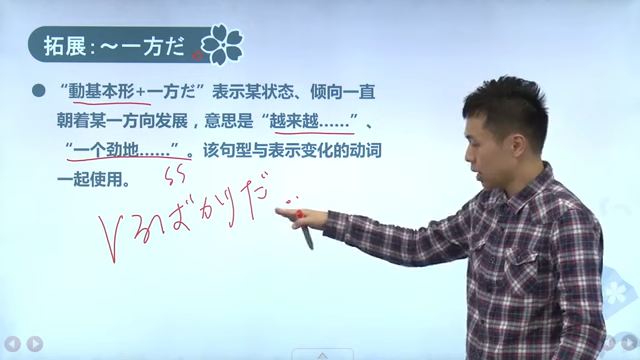 拓展:～一方だ
●“動基本形+一方だ”表示某状态、倾向一直
朝着某一方向发展，意思是“越来越……”、
“一个劲地……”。该句型与表示变化的动词
一起使用。
Vるばかりだ